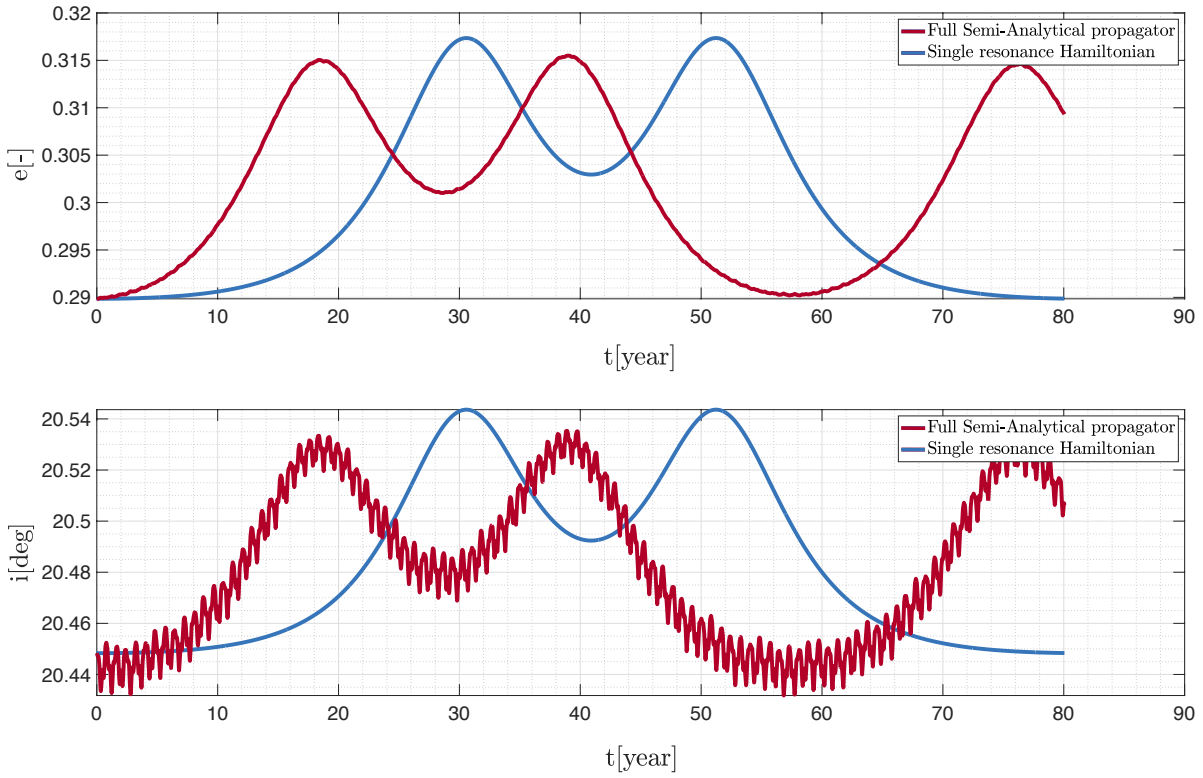 0.32
0.315
0.31
0.305
0.3
0.295
0.29
e[-]
Full Semi-Analytical propagator
Single resonance Hamiltonian
0 10 20 30 40 50 60 70 80 90
t[year]
20.54
20.52
20.5
20.48
20.46
20.44
i[deg]
Full Semi-Analytical propagator
Single resonance Hamiltonian
0 10 20 30 40 50 60 70 80 90
t[year]